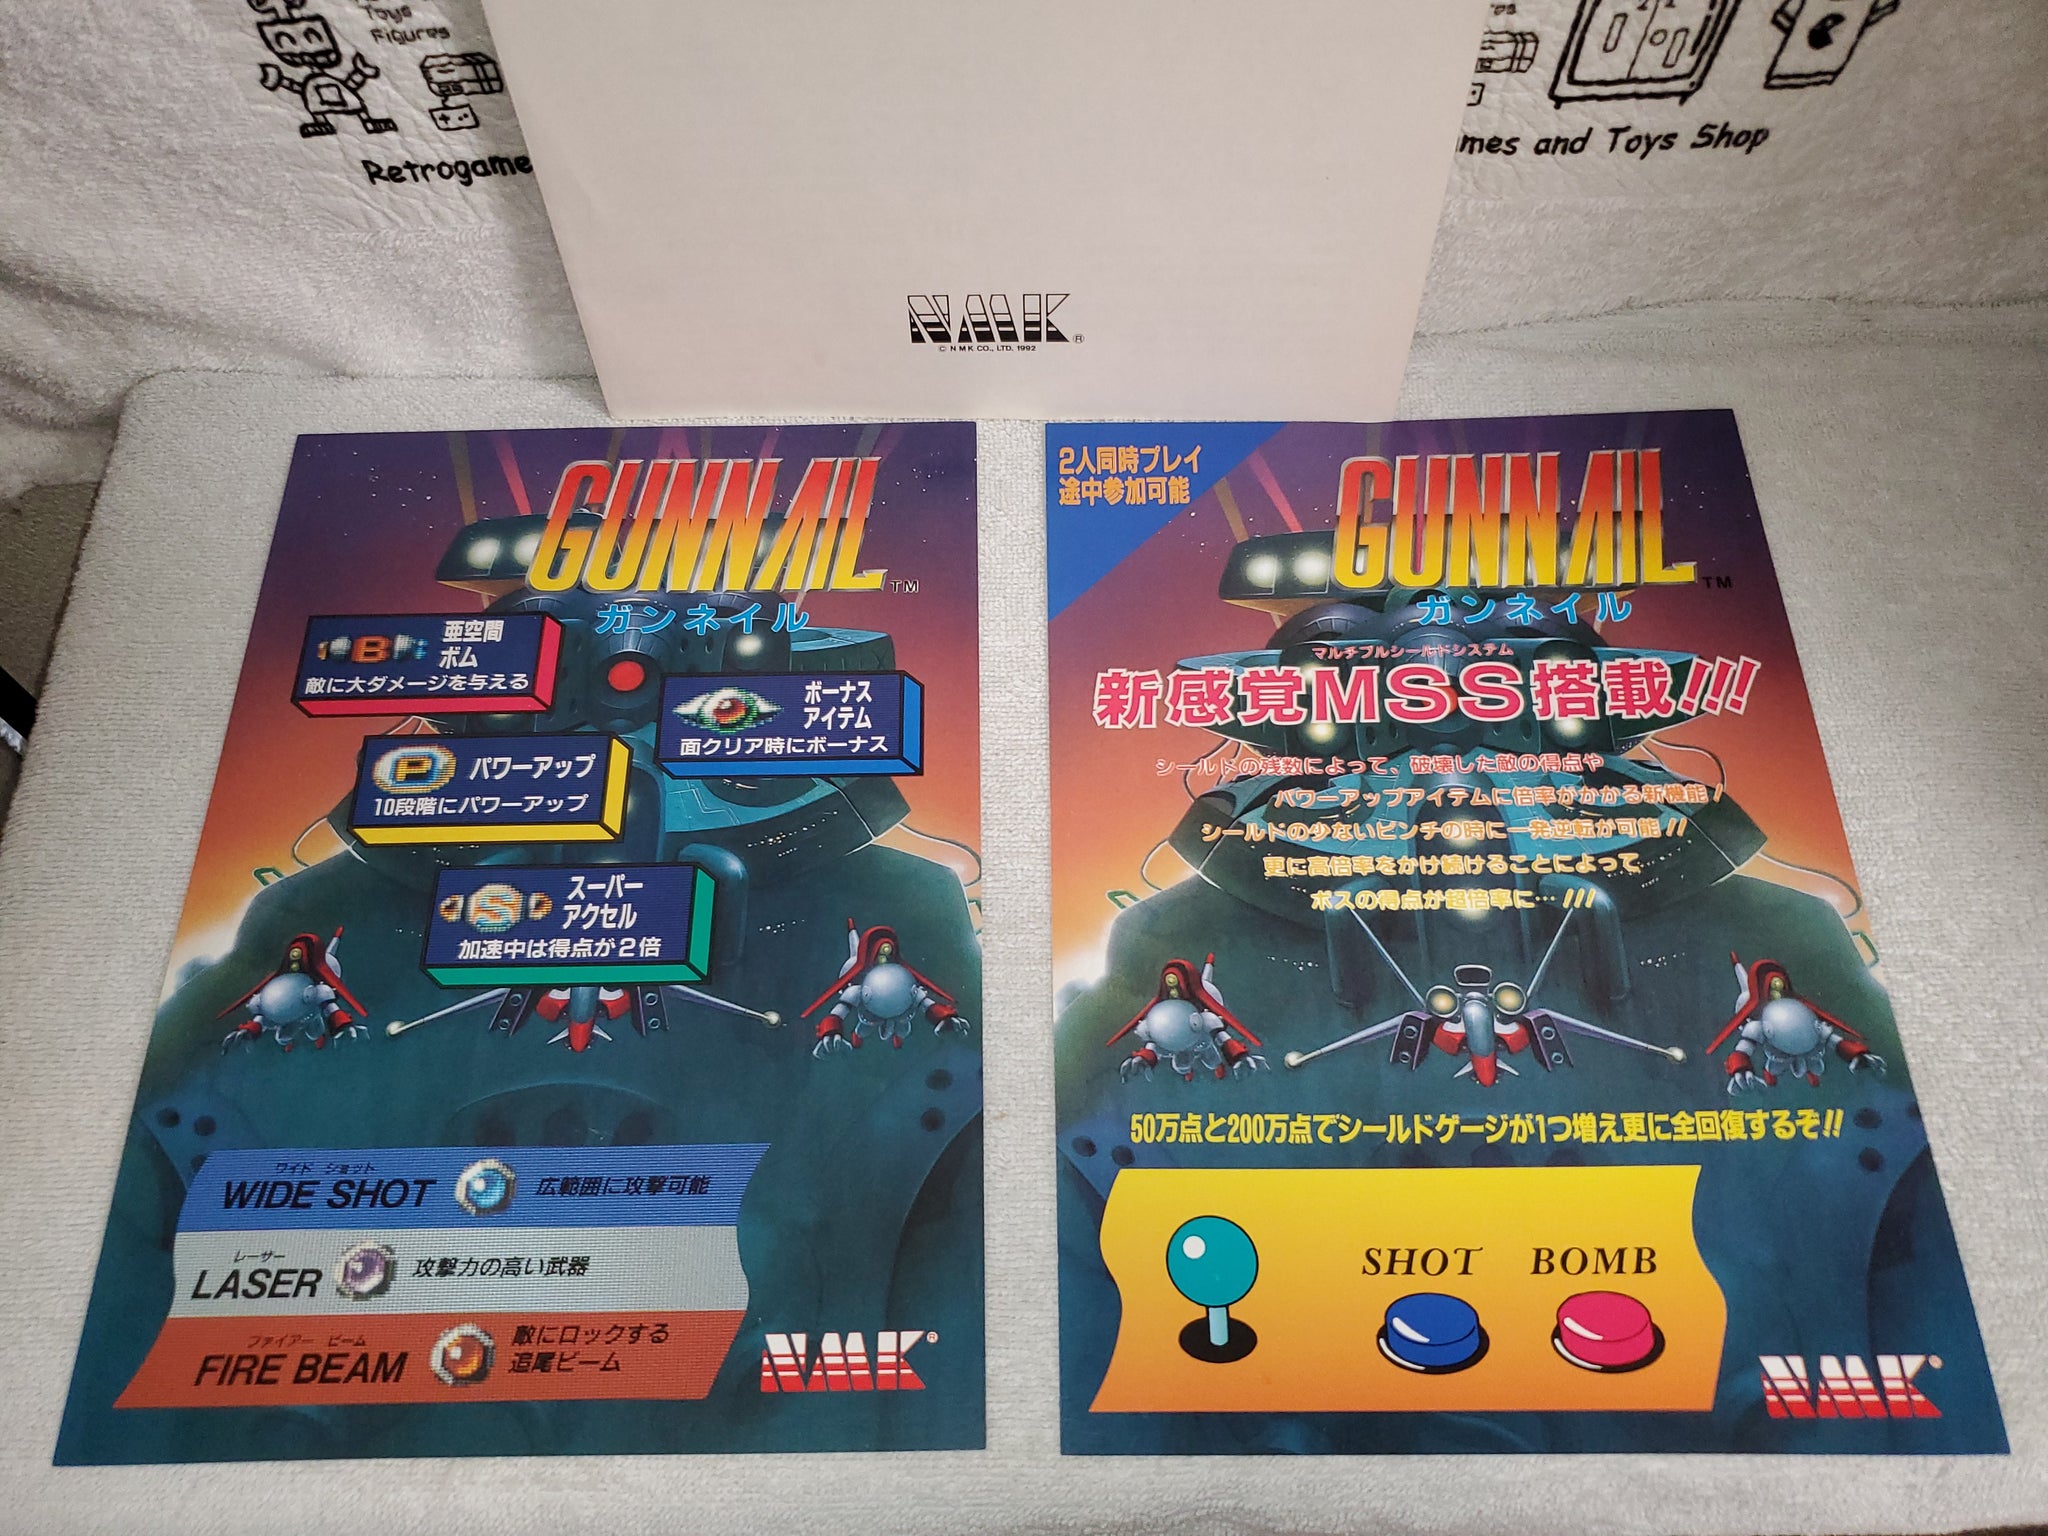 Toys
Figures
Retrogame
mes and Toys Shop
NMK®
© NMK CO., LTD. 1992
GUNNAIL™
ガンネイル
B
亜空間
ボム
敵に大ダメージを与える
ボーナス
アイテム
面クリア時にボーナス
P
パワーアップ
10段階にパワーアップ
S
スーパー
アクセル
加速中は得点が2倍
ワイド ショット
WIDE SHOT
広範囲に攻撃可能
レーザー
LASER
攻撃力の高い武器
ファイアー ビーム
FIRE BEAM
敵にロックする
追尾ビーム
NMK®
2人同時プレイ
途中参加可能
GUNNAIL™
ガンネイル
マルチプルシールドシステム
新感覚MSS搭載!!!
シールドの残数によって、破壊した敵の得点や
パワーアップアイテムに倍率がかかる新機能!
シールドの少ないピンチの時に一発逆転が可能!!
更に高倍率をかけ続けることによって
ボスの得点が超倍率に…!!!
50万点と200万点でシールドゲージが1つ増え更に全回復するぞ!!
SHOT BOMB
NMK®